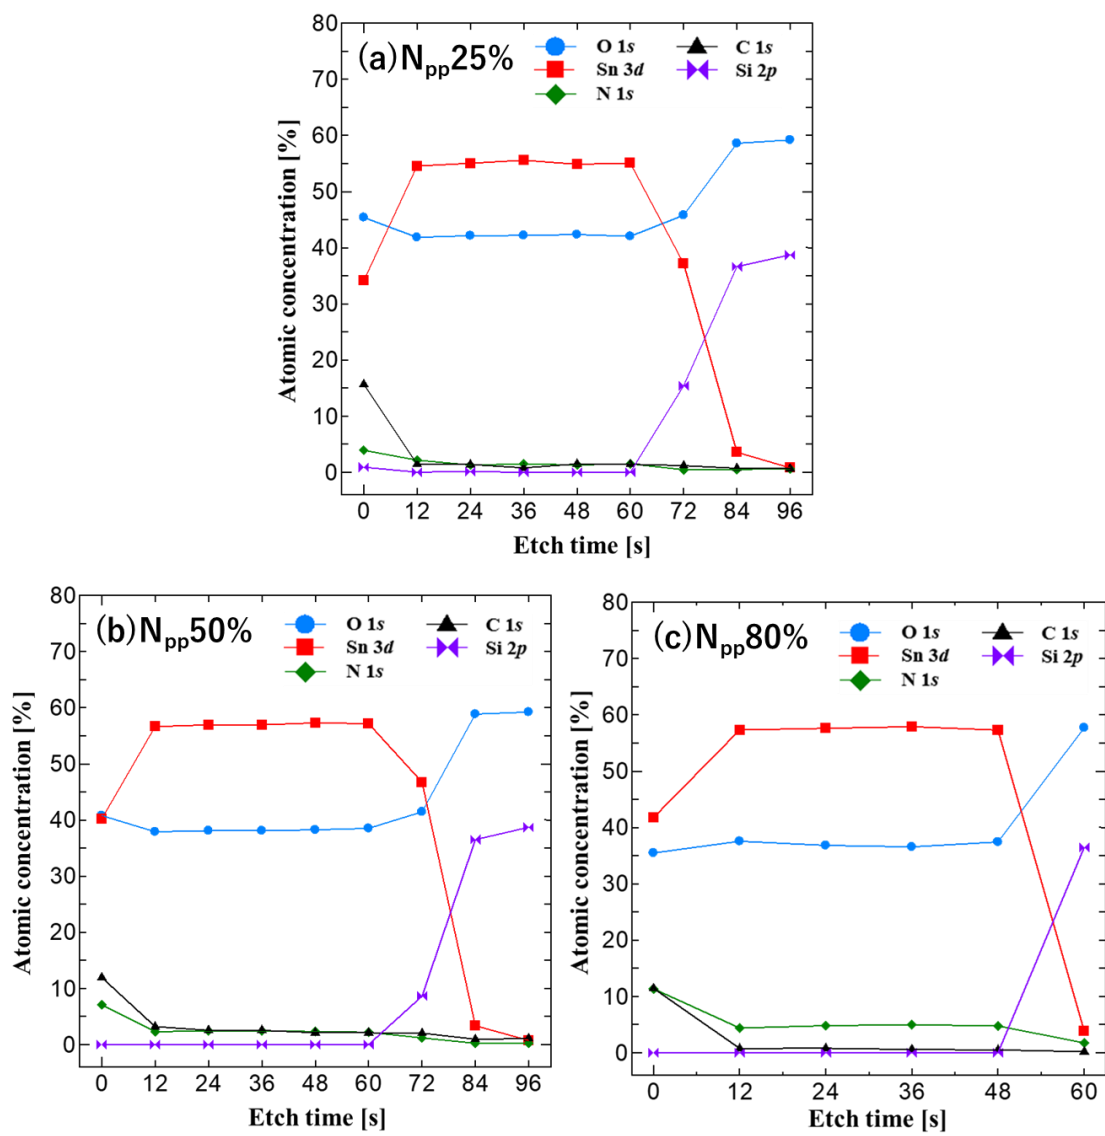 (a)Npp25%
O 1s
C 1s
Sn 3d
Si 2p
N 1s
Atomic concentration [%]
80
70
60
50
40
30
20
10
0
0 12 24 36 48 60 72 84 96
Etch time [s]
(b)Npp50%
O 1s
C 1s
Sn 3d
Si 2p
N 1s
Atomic concentration [%]
80
70
60
50
40
30
20
10
0
0 12 24 36 48 60 72 84 96
Etch time [s]
(c)Npp80%
O 1s
C 1s
Sn 3d
Si 2p
N 1s
Atomic concentration [%]
80
70
60
50
40
30
20
10
0
0 12 24 36 48 60
Etch time [s]